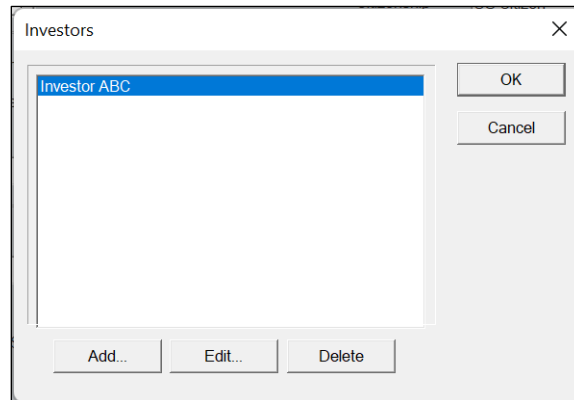 Investors
Investor ABC
OK
Cancel
Add...
Edit...
Delete